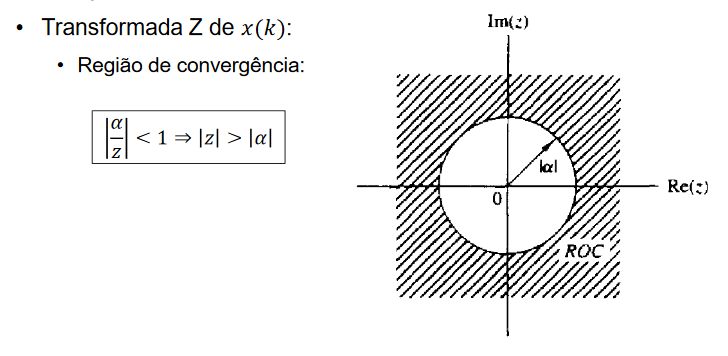 • Transformada Z de x(k):
• Região de convergência:
|α/z| < 1 ⇒ |z| > |α|
Im(z)
|α|
0
Re(z)
ROC